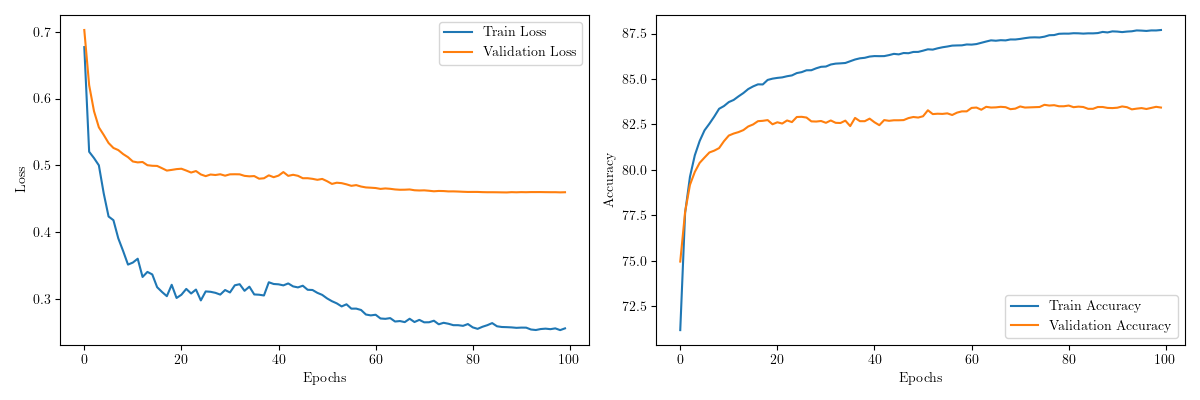 Train Loss
Validation Loss
Loss
0.7
0.6
0.5
0.4
0.3
0 20 40 60 80 100
Epochs
Train Accuracy
Validation Accuracy
Accuracy
87.5
85.0
82.5
80.0
77.5
75.0
72.5
0 20 40 60 80 100
Epochs